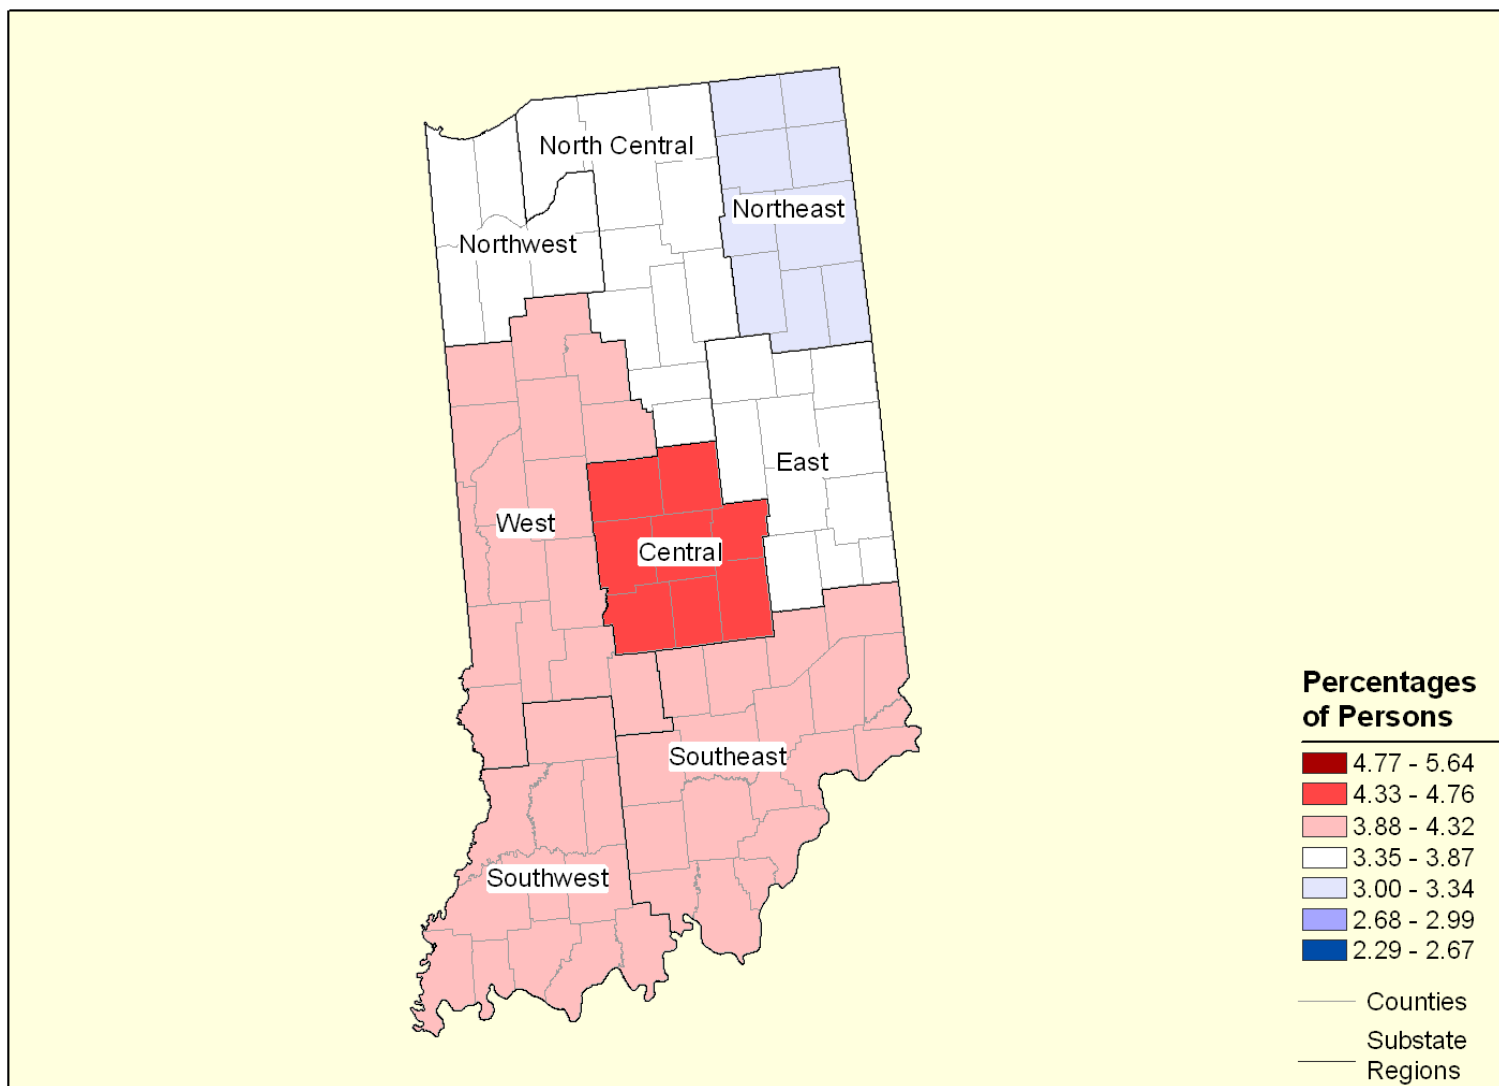 North Central
Northeast
Northwest
East
West
Central
Southeast
Southwest
Percentages
of Persons
4.77 - 5.64
4.33 - 4.76
3.88 - 4.32
3.35 - 3.87
3.00 - 3.34
2.68 - 2.99
2.29 - 2.67
Counties
Substate
Regions